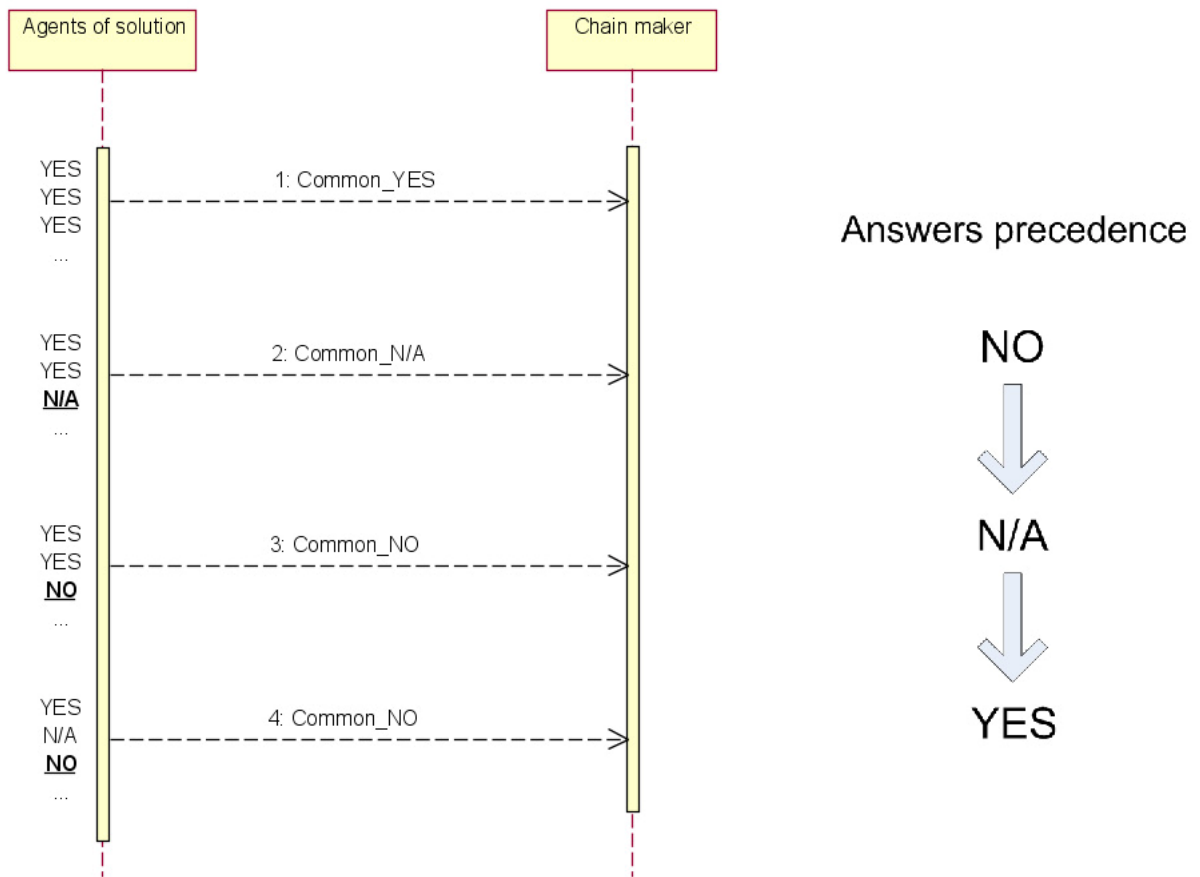 Agents of solution
Chain maker
YES
YES
YES
...
1: Common_YES
YES
YES
N/A
...
2: Common_N/A
YES
YES
NO
...
3: Common_NO
YES
N/A
NO
...
4: Common_NO
Answers precedence
NO
N/A
YES